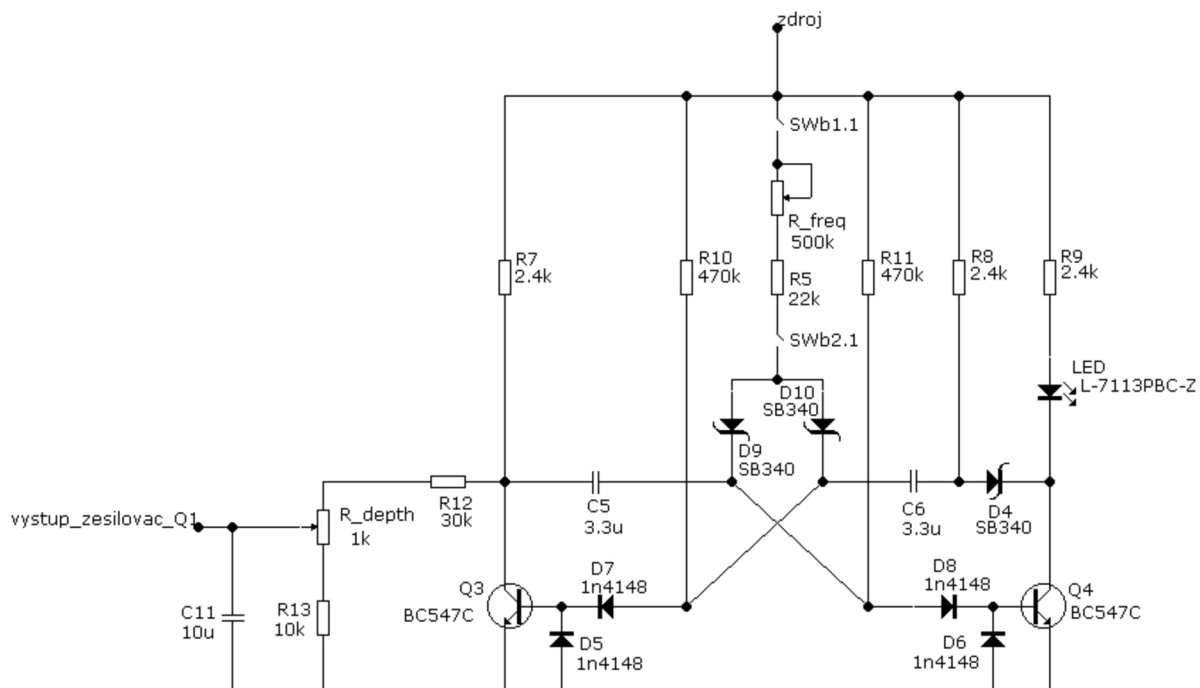 zdroj
SWb1.1
R_freq
500k
R7
2.4k
R10
470k
R5
22k
R11
470k
R8
2.4k
R9
2.4k
SWb2.1
LED
L-7113PBC-Z
D10
SB340
D9
SB340
R12
30k
C5
3.3u
C6
3.3u
D4
SB340
vystup_zesilovac_Q1
R_depth
1k
D7
1n4148
D8
1n4148
Q3
BC547C
Q4
BC547C
C11
10u
R13
10k
D5
1n4148
D6
1n4148